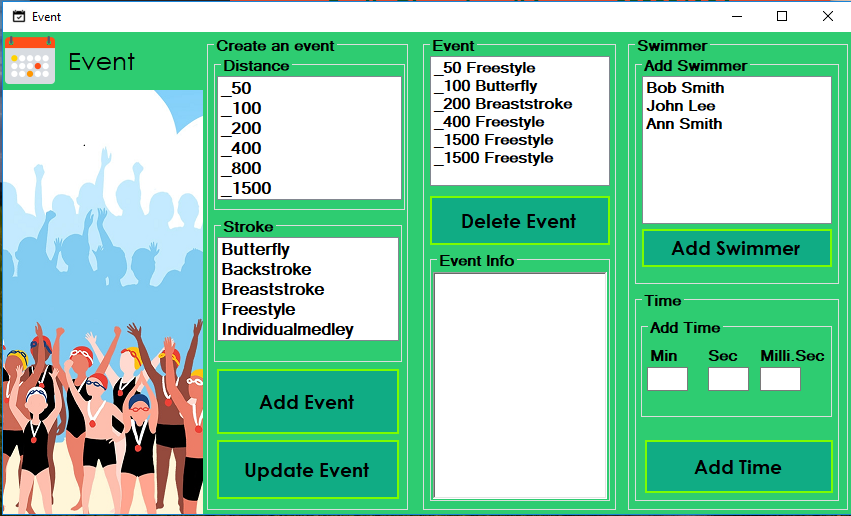 Event
Event
Create an event
Distance
_50
_100
_200
_400
_800
_1500
Stroke
Butterfly
Backstroke
Breaststroke
Freestyle
Individualmedley
Add Event
Update Event
Event
_50 Freestyle
_100 Butterfly
_200 Breaststroke
_400 Freestyle
_1500 Freestyle
_1500 Freestyle
Delete Event
Event Info
Swimmer
Add Swimmer
Bob Smith
John Lee
Ann Smith
Add Swimmer
Time
Add Time
Min Sec Milli.Sec
Add Time